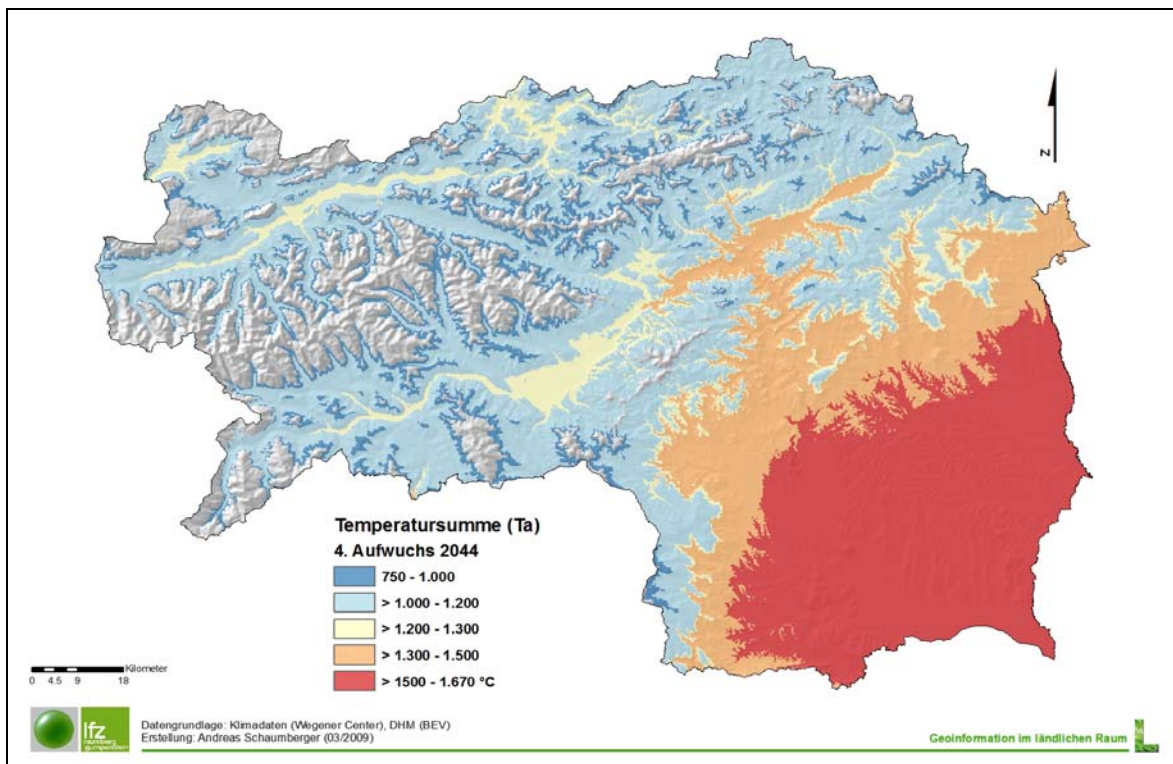 N
Temperatursumme (Ta)
4. Aufwuchs 2044
750 - 1.000
> 1.000 - 1.200
> 1.200 - 1.300
> 1.300 - 1.500
> 1500 - 1.670 °C
Kilometer
0 4.5 9 18
lfz
raumberg
gumpenstein
Datengrundlage: Klimadaten (Wegener Center), DHM (BEV)
Erstellung: Andreas Schaumberger (03/2009)
Geoinformation im ländlichen Raum
L